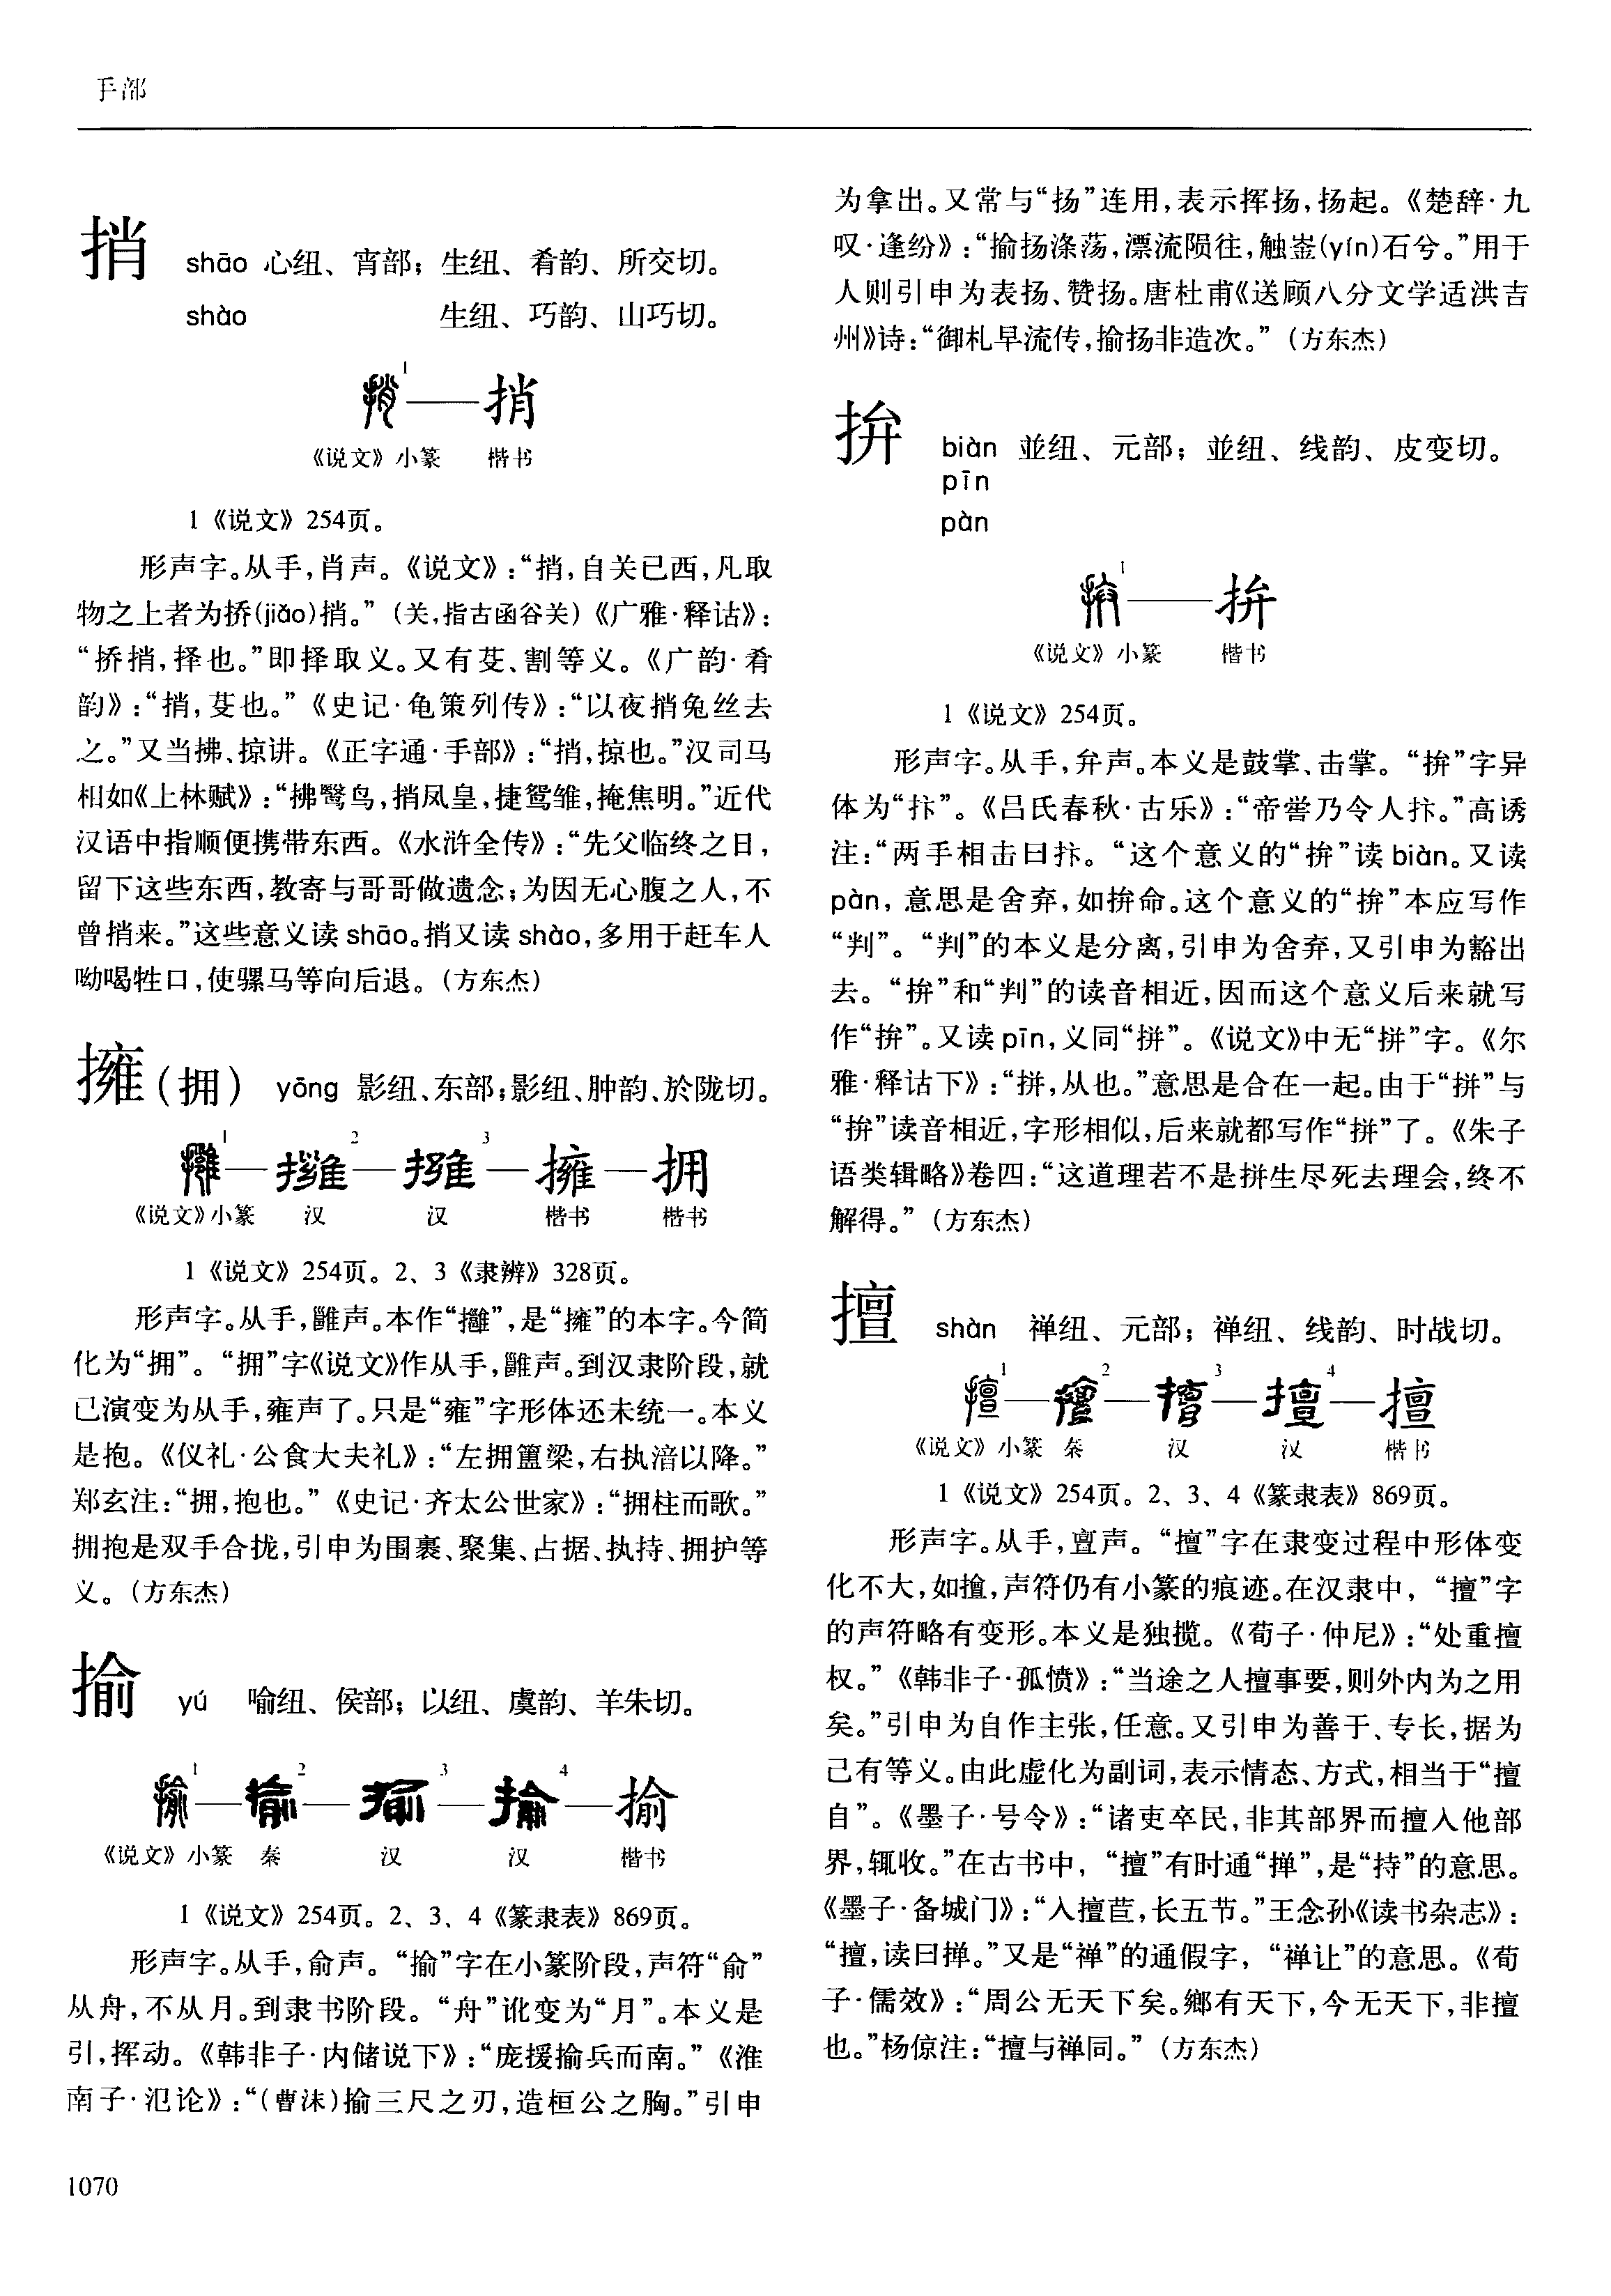 手部
捎 shāo 心纽、宵部；生纽、肴韵、所交切。
shào 生纽、巧韵、山巧切。
1——捎
《说文》小篆 楷书
1《说文》254页。
形声字。从手，肖声。《说文》：“捎，自关已西，凡取
物之上者为挢(jiǎo)捎。”（关，指古函谷关）《广雅·释诂》：
“挢捎，择也。”即择取义。又有芟、割等义。《广韵·肴
韵》：“捎，芟也。”《史记·龟策列传》：“以夜捎兔丝去
之。”又当拂、掠讲。《正字通·手部》：“捎，掠也。”汉司马
相如《上林赋》：“拂鹥鸟，捎凤皇，捷鸳雏，掩焦明。”近代
汉语中指顺便携带东西。《水浒全传》：“先父临终之日，
留下这些东西，教寄与哥哥做遗念；为因无心腹之人，不
曾捎来。”这些意义读 shāo。捎又读 shào，多用于赶车人
呦喝牲口，使骡马等向后退。（方东杰）
擁（拥） yōng 影纽、东部；影纽、肿韵、於陇切。
1—2—3—擁—拥
《说文》小篆 汉 汉 楷书 楷书
1《说文》254页。2、3《隶辨》328页。
形声字。从手，雝声。本作“㩴”，是“擁”的本字。今简
化为“拥”。“拥”字《说文》作从手，雝声。到汉隶阶段，就
已演变为从手，雍声了。只是“雍”字形体还未统一。本义
是抱。《仪礼·公食大夫礼》：“左拥簠梁，右执湆以降。”
郑玄注：“拥，抱也。”《史记·齐太公世家》：“拥柱而歌。”
拥抱是双手合拢，引申为围裹、聚集、占据、执持、拥护等
义。（方东杰）
揄 yú 喻纽、侯部；以纽、虞韵、羊朱切。
1—2—3—4—揄
《说文》小篆 秦 汉 汉 楷书
1《说文》254页。2、3、4《篆隶表》869页。
形声字。从手，俞声。“揄”字在小篆阶段，声符“俞”
从舟，不从月。到隶书阶段。“舟”讹变为“月”。本义是
引，挥动。《韩非子·内储说下》：“庞援揄兵而南。”《淮
南子·氾论》：“（曹沫）揄三尺之刃，造桓公之胸。”引申
为拿出。又常与“扬”连用，表示挥扬，扬起。《楚辞·九
叹·逢纷》：“揄扬涤荡，漂流陨往，触崟(yín)石兮。”用于
人则引申为表扬、赞扬。唐杜甫《送顾八分文学适洪吉
州》诗：“御札早流传，揄扬非造次。”（方东杰）
拚 biàn 並纽、元部；並纽、线韵、皮变切。
pīn
pàn
1——拚
《说文》小篆 楷书
1《说文》254页。
形声字。从手，弁声。本义是鼓掌、击掌。“拚”字异
体为“抃”。《吕氏春秋·古乐》：“帝喾乃令人抃。”高诱
注：“两手相击曰抃。“这个意义的“拚”读 biàn。又读
pàn，意思是舍弃，如拚命。这个意义的“拚”本应写作
“判”。“判”的本义是分离，引申为舍弃，又引申为豁出
去。“拚”和“判”的读音相近，因而这个意义后来就写
作“拚”。又读 pīn，义同“拼”。《说文》中无“拼”字。《尔
雅·释诂下》：“拼，从也。”意思是合在一起。由于“拼”与
“拚”读音相近，字形相似，后来就都写作“拼”了。《朱子
语类辑略》卷四：“这道理若不是拼生尽死去理会，终不
解得。”（方东杰）
擅 shàn 禅纽、元部；禅纽、线韵、时战切。
1—2—3—4—擅
《说文》小篆 秦 汉 汉 楷书
1《说文》254页。2、3、4《篆隶表》869页。
形声字。从手，亶声。“擅”字在隶变过程中形体变
化不大，如，声符仍有小篆的痕迹。在汉隶中，“擅”字
的声符略有变形。本义是独揽。《荀子·仲尼》：“处重擅
权。”《韩非子·孤愤》：“当途之人擅事要，则外内为之用
矣。”引申为自作主张，任意。又引申为善于、专长，据为
己有等义。由此虚化为副词，表示情态、方式，相当于“擅
自”。《墨子·号令》：“诸吏卒民，非其部界而擅入他部
界，辄收。”在古书中，“擅”有时通“掸”，是“持”的意思。
《墨子·备城门》：“人擅苣，长五节。”王念孙《读书杂志》：
“擅，读曰掸。”又是“禅”的通假字，“禅让”的意思。《荀
子·儒效》：“周公无天下矣。鄉有天下，今无天下，非擅
也。”杨倞注：“擅与禅同。”（方东杰）
1070